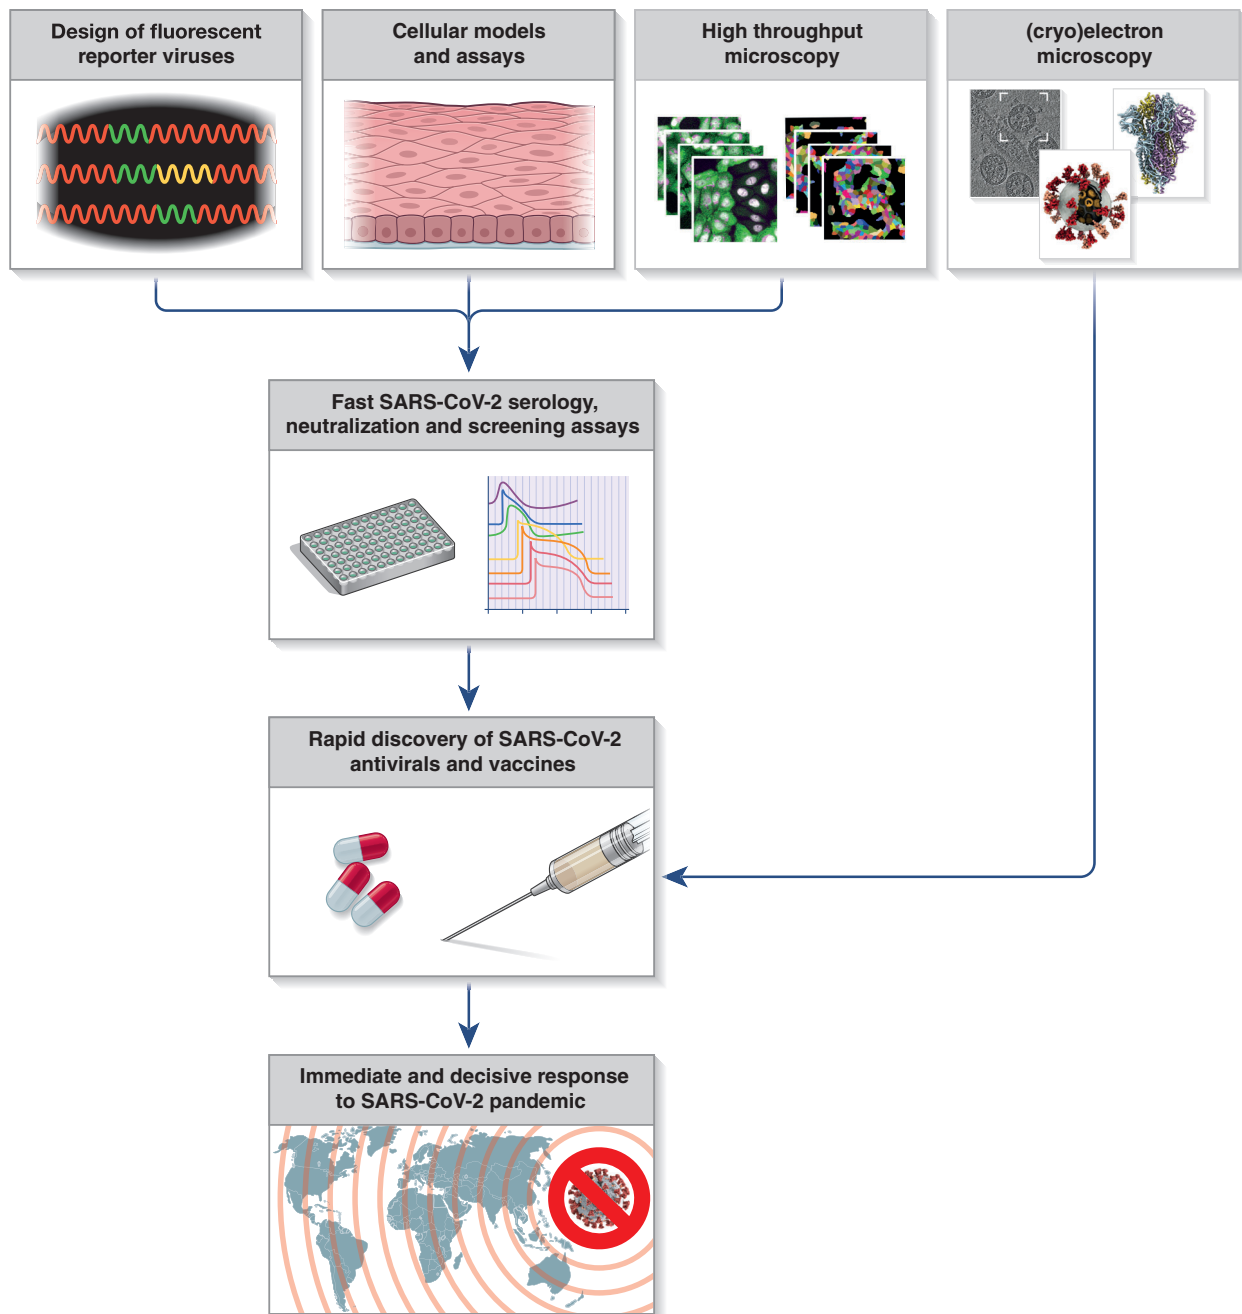 Design of fluorescent
reporter viruses
Cellular models
and assays
High throughput
microscopy
(cryo)electron
microscopy
Fast SARS-CoV-2 serology,
neutralization and screening assays
Rapid discovery of SARS-CoV-2
antivirals and vaccines
Immediate and decisive response
to SARS-CoV-2 pandemic